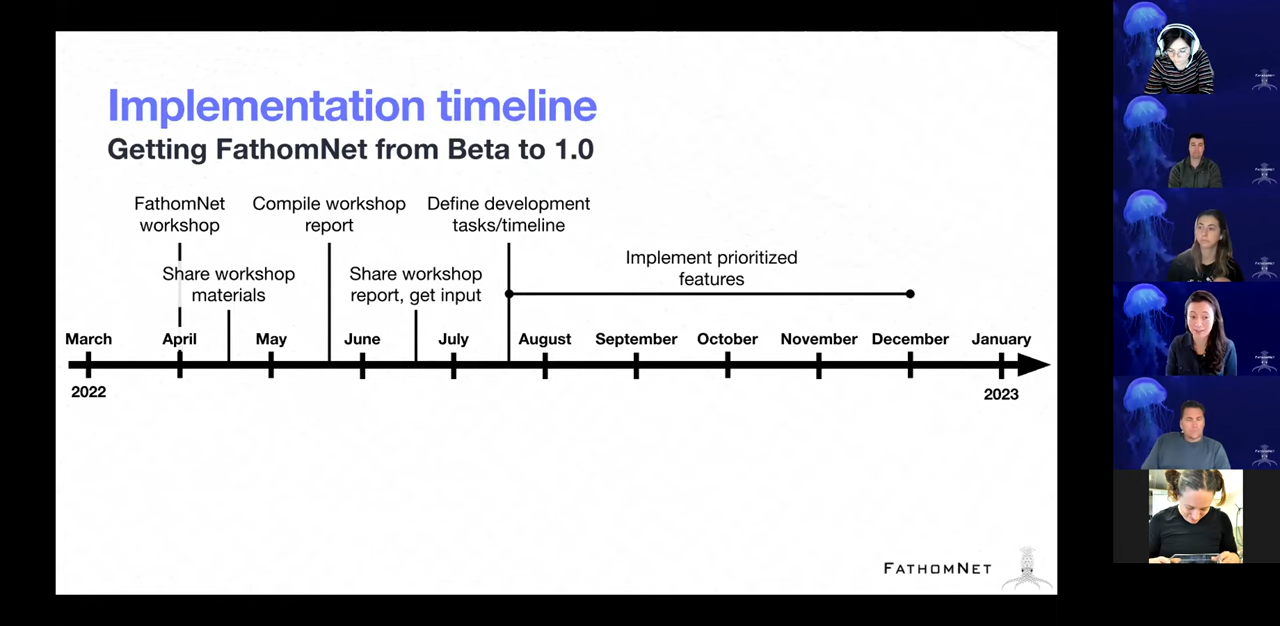 Implementation timeline
Getting FathomNet from Beta to 1.0
FathomNet
workshop
Compile workshop
report
Define development
tasks/timeline
Share workshop
materials
Share workshop
report, get input
Implement prioritized
features
March
April
May
June
July
August
September
October
November
December
January
2022
2023
FATHOMNET